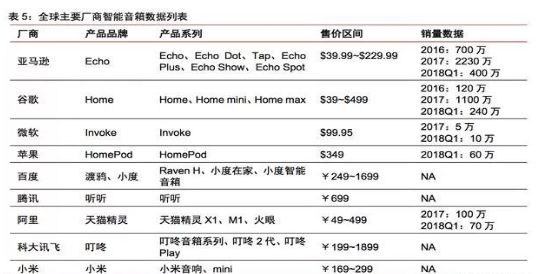 表 5：全球主要厂商智能音箱数据列表
厂商 产品品牌 产品系列 售价区间 销量数据
亚马逊 Echo Echo、Echo Dot、Tap、Echo Plus、Echo Show、Echo Spot $39.99~$229.99 2016：700 万 2017：2230 万 2018Q1：400 万
谷歌 Home Home、Home mini、Home max $39~$499 2016：120 万 2017：1100 万 2018Q1：240 万
微软 Invoke Invoke $99.95 2017：5 万 2018Q1：10 万
苹果 HomePod HomePod $349 2018Q1：60 万
百度 渡鸦、小度 Raven H、小度在家、小度智能音箱 ￥249~1699 NA
腾讯 听听 听听 ￥699 NA
阿里 天猫精灵 天猫精灵 X1、M1、火眼 ￥49~499 2017：100 万 2018Q1：70 万
科大讯飞 叮咚 叮咚音箱系列、叮咚 2 代、叮咚 Play ￥199~1899 NA
小米 小米 小米音响、mini ￥169~299 NA